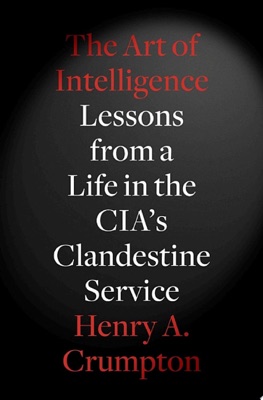 The Art of
Intelligence
Lessons
from a
Life in the
CIA's
Clandestine
Service
Henry A.
Crumpton